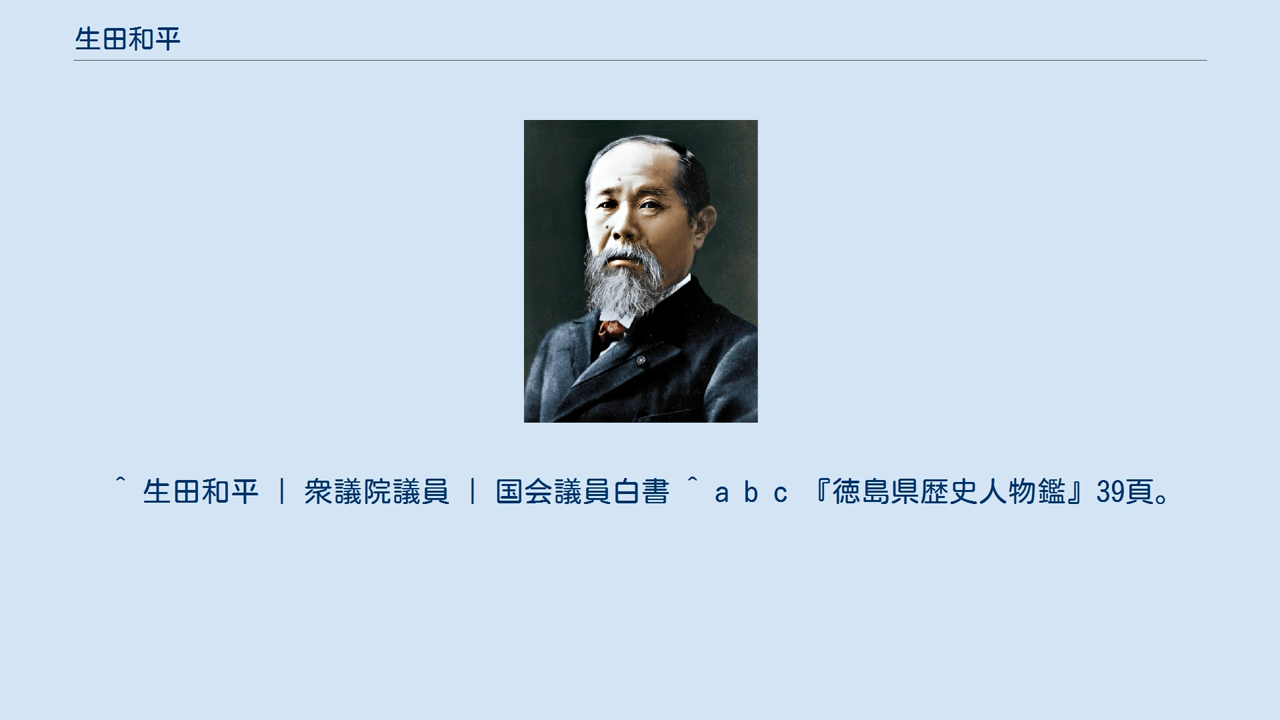 生田和平
^ 生田和平 | 衆議院議員 | 国会議員白書 ^ a b c 『徳島県歴史人物鑑』39頁。